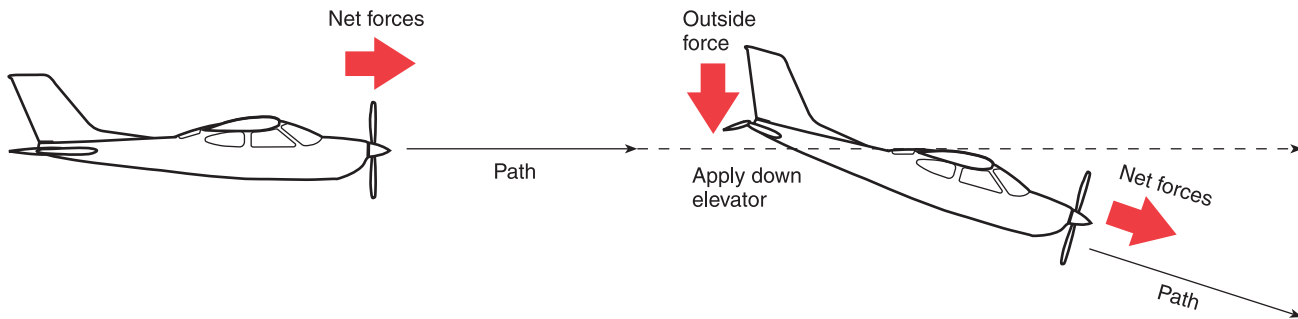 Net forces
Path
Outside
force
Apply down
elevator
Net forces
Path